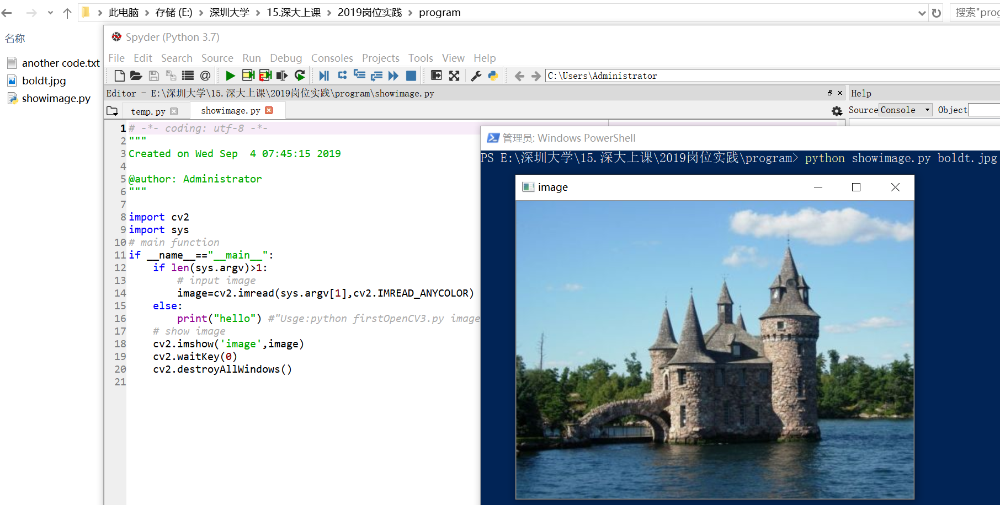 此电脑 > 存储 (E:) > 深圳大学 > 15.深大上课 > 2019岗位实践 > program
搜索"prog
名称
another code.txt
boldt.jpg
showimage.py
Spyder (Python 3.7)
File Edit Search Source Run Debug Consoles Projects Tools View Help
C:\Users\Administrator
Editor - E:\深圳大学\15.深大上课\2019岗位实践\program\showimage.py
Help
temp.py
showimage.py
Source Console Object
1 # -*- coding: utf-8 -*-
2 """
3 Created on Wed Sep  4 07:45:15 2019
4
5 @author: Administrator
6 """
7
8 import cv2
9 import sys
10 # main function
11 if __name__=="__main__":
12     if len(sys.argv)>1:
13         # input image
14         image=cv2.imread(sys.argv[1],cv2.IMREAD_ANYCOLOR)
15     else:
16         print("hello") #"Usge:python firstOpenCV3.py image
17     # show image
18     cv2.imshow('image',image)
19     cv2.waitKey(0)
20     cv2.destroyAllWindows()
21
管理员: Windows PowerShell
PS E:\深圳大学\15.深大上课\2019岗位实践\program> python showimage.py boldt.jpg
image